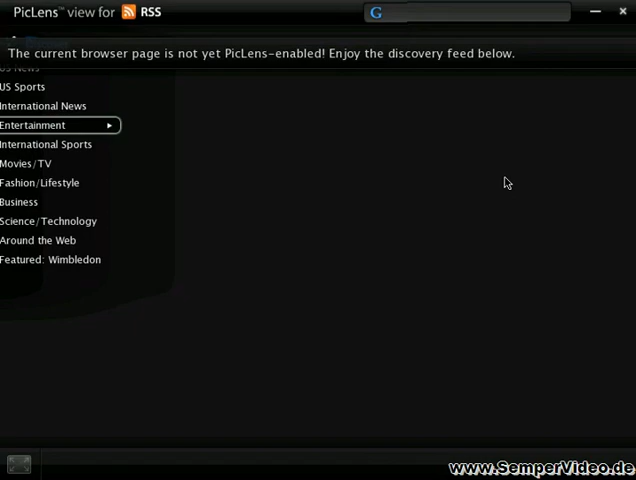 PicLens™ view for RSS
G
The current browser page is not yet PicLens-enabled! Enjoy the discovery feed below.
US News
US Sports
International News
Entertainment
International Sports
Movies/TV
Fashion/Lifestyle
Business
Science/Technology
Around the Web
Featured: Wimbledon
www.SemperVideo.de